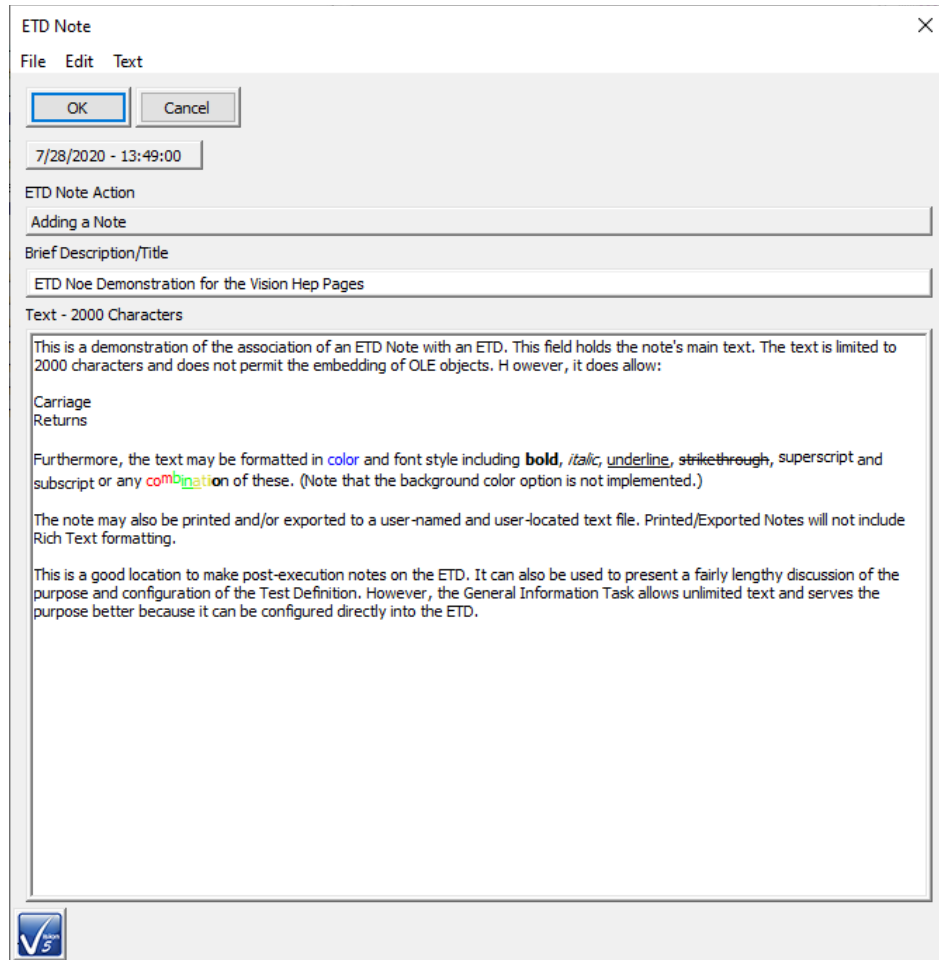 ETD Note
File Edit Text
OK Cancel
7/28/2020 - 13:49:00
ETD Note Action
Adding a Note
Brief Description/Title
ETD Noe Demonstration for the Vision Hep Pages
Text - 2000 Characters
This is a demonstration of the association of an ETD Note with an ETD. This field holds the note's main text. The text is limited to
2000 characters and does not permit the embedding of OLE objects. H owever, it does allow:
Carriage
Returns
Furthermore, the text may be formatted in color and font style including bold, italic, underline, strikethrough, superscript and
subscript or any combination of these. (Note that the background color option is not implemented.)
The note may also be printed and/or exported to a user-named and user-located text file. Printed/Exported Notes will not include
Rich Text formatting.
This is a good location to make post-execution notes on the ETD. It can also be used to present a fairly lengthy discussion of the
purpose and configuration of the Test Definition. However, the General Information Task allows unlimited text and serves the
purpose better because it can be configured directly into the ETD.
Vision
5